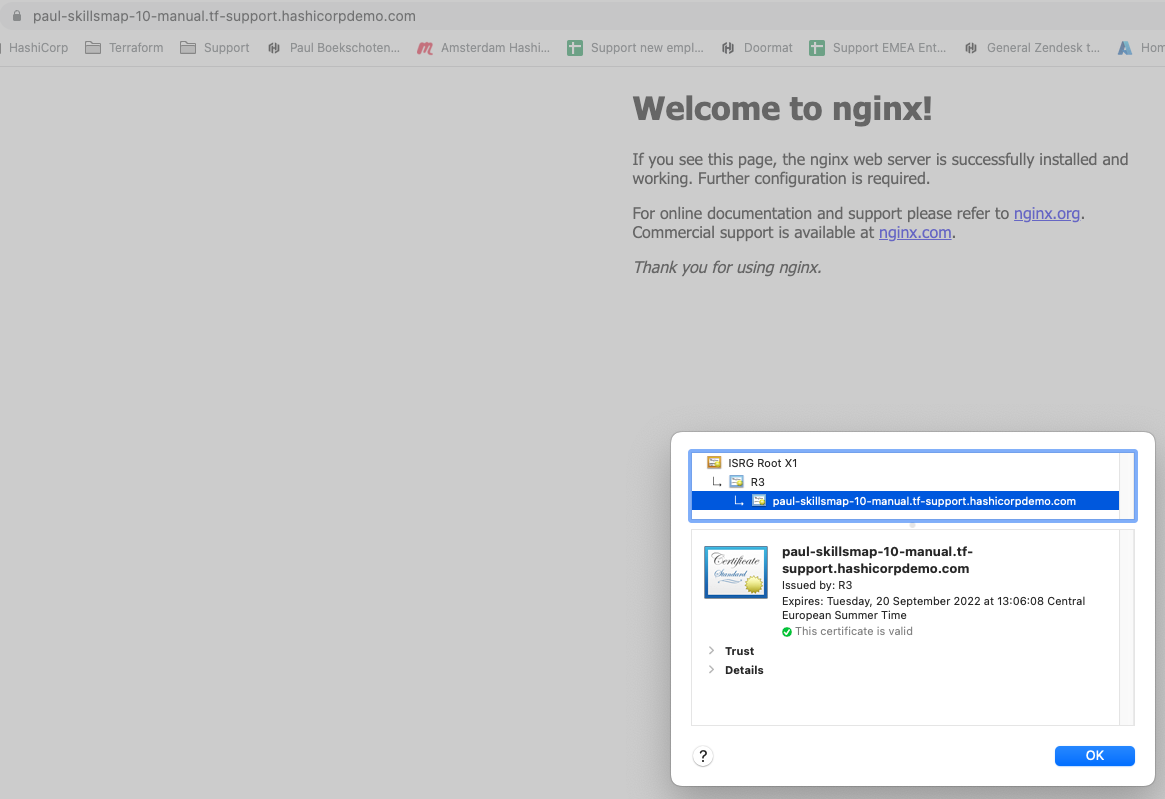 paul-skillsmap-10-manual.tf-support.hashicorpdemo.com
HashiCorp Terraform Support Paul Boekschoten... Amsterdam Hashi... Support new empl... Doormat Support EMEA Ent... General Zendesk t... Hom
Welcome to nginx!
If you see this page, the nginx web server is successfully installed and
working. Further configuration is required.
For online documentation and support please refer to nginx.org.
Commercial support is available at nginx.com.
Thank you for using nginx.
ISRG Root X1
R3
paul-skillsmap-10-manual.tf-support.hashicorpdemo.com
Certificate
Standard
paul-skillsmap-10-manual.tf-
support.hashicorpdemo.com
Issued by: R3
Expires: Tuesday, 20 September 2022 at 13:06:08 Central
European Summer Time
This certificate is valid
Trust
Details
?
OK